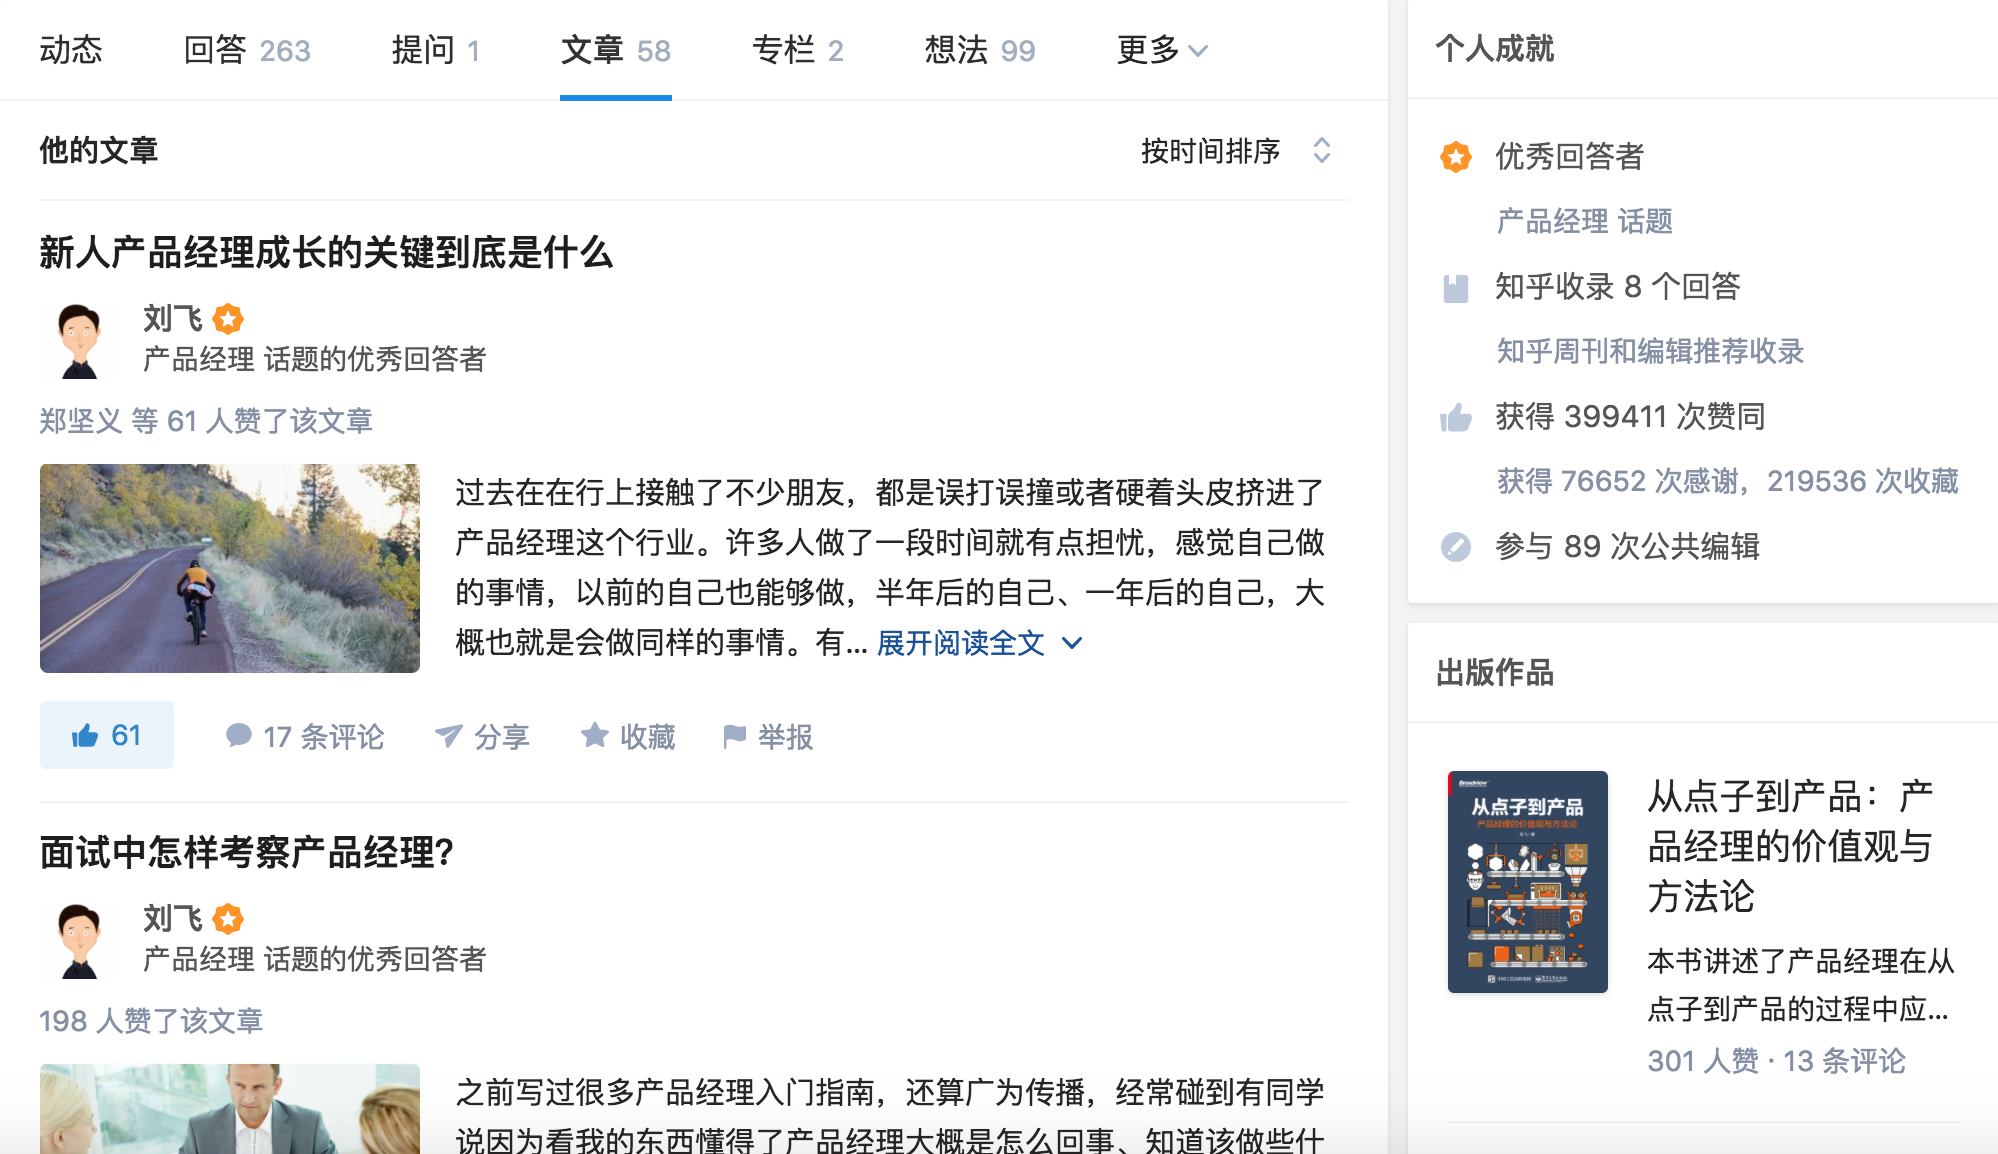 动态 回答 263 提问 1 文章 58 专栏 2 想法 99 更多
他的文章 按时间排序
新人产品经理成长的关键到底是什么
刘飞
产品经理 话题的优秀回答者
郑坚义 等 61 人赞了该文章
过去在在行上接触了不少朋友，都是误打误撞或者硬着头皮挤进了
产品经理这个行业。许多人做了一段时间就有点担忧，感觉自己做
的事情，以前的自己也能够做，半年后的自己、一年后的自己，大
概也就是会做同样的事情。有... 展开阅读全文
61 17 条评论 分享 收藏 举报
面试中怎样考察产品经理?
刘飞
产品经理 话题的优秀回答者
198 人赞了该文章
之前写过很多产品经理入门指南，还算广为传播，经常碰到有同学
说因为看我的东西懂得了产品经理大概是怎么回事、知道该做些什
个人成就
优秀回答者
产品经理 话题
知乎收录 8 个回答
知乎周刊和编辑推荐收录
获得 399411 次赞同
获得 76652 次感谢，219536 次收藏
参与 89 次公共编辑
出版作品
Broadview
从点子到产品
产品经理的价值观与方法论
从点子到产品：产
品经理的价值观与
方法论
本书讲述了产品经理在从
点子到产品的过程中应...
301 人赞 · 13 条评论